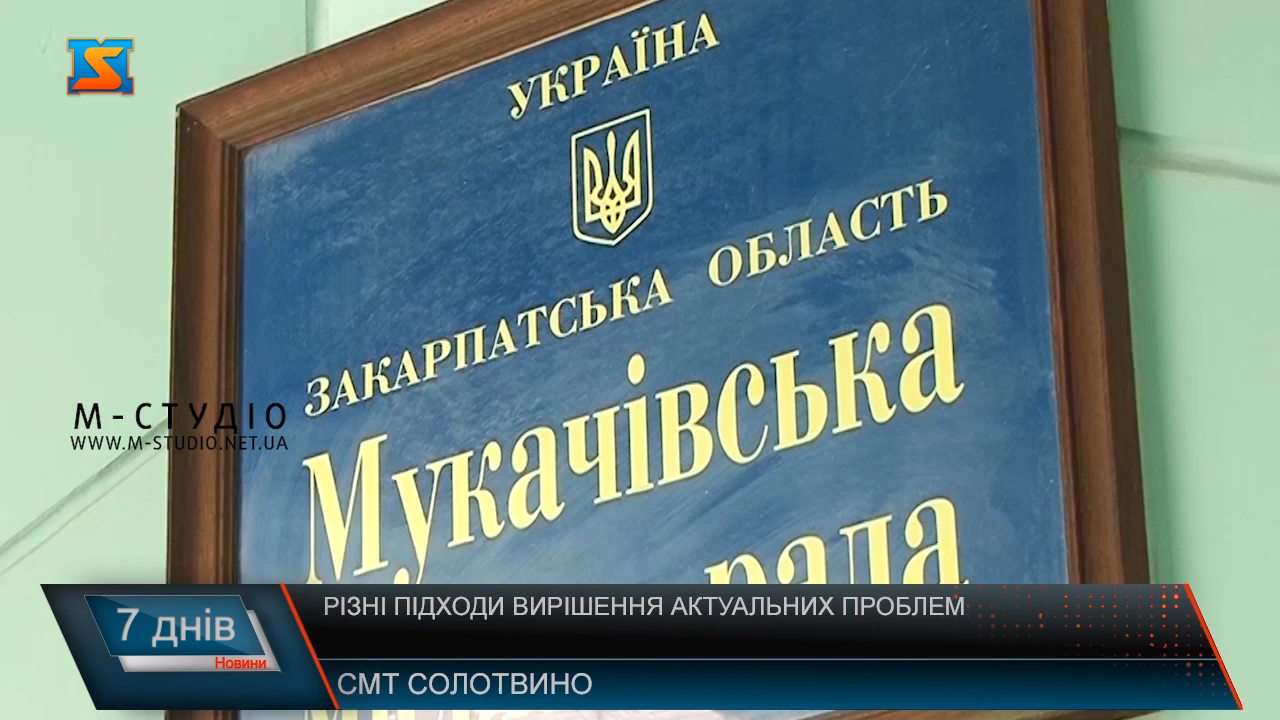 УКРАЇНА
ЗАКАРПАТСЬКА ОБЛАСТЬ
Мукачівська
рада
М-СТУДІО
WWW.M-STUDIO.NET.UA
7 днів
Новини
РІЗНІ ПІДХОДИ ВИРІШЕННЯ АКТУАЛЬНИХ ПРОБЛЕМ
СМТ СОЛОТВИНО